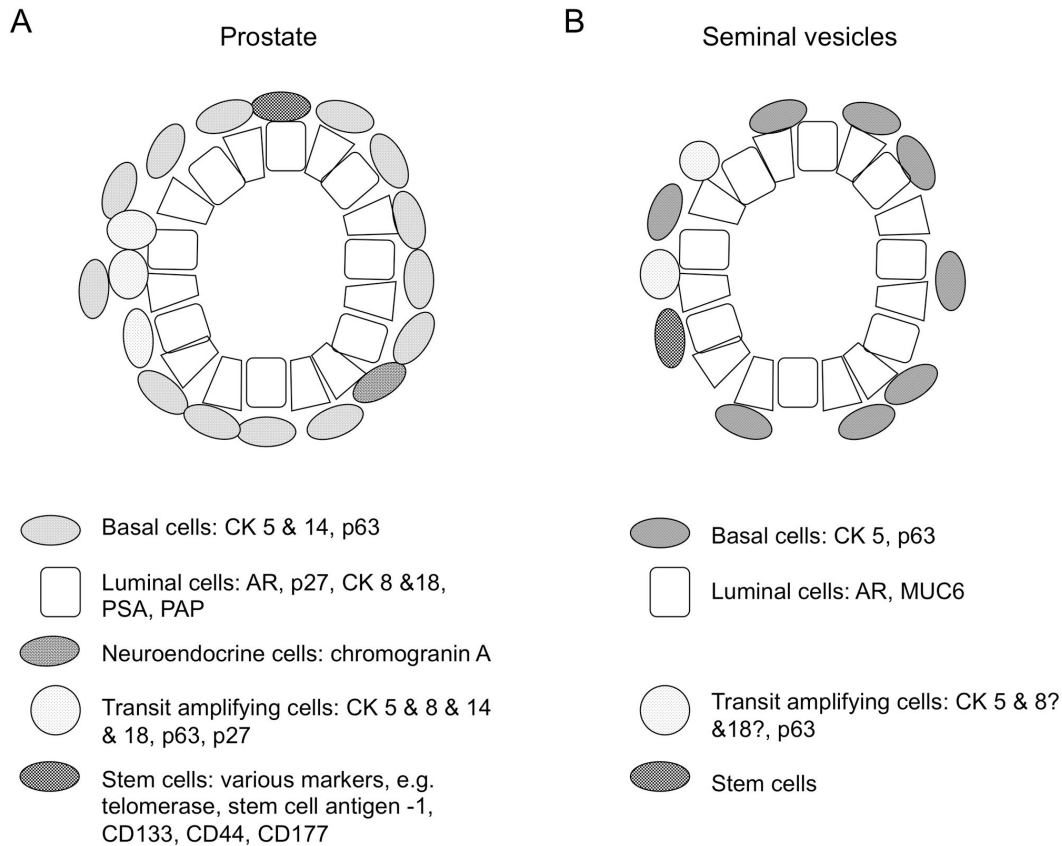 A
Prostate
B
Seminal vesicles
Basal cells: CK 5 & 14, p63
Luminal cells: AR, p27, CK 8 &18,
PSA, PAP
Neuroendocrine cells: chromogranin A
Transit amplifying cells: CK 5 & 8 & 14
& 18, p63, p27
Stem cells: various markers, e.g.
telomerase, stem cell antigen -1,
CD133, CD44, CD177
Basal cells: CK 5, p63
Luminal cells: AR, MUC6
Transit amplifying cells: CK 5 & 8?
&18?, p63
Stem cells